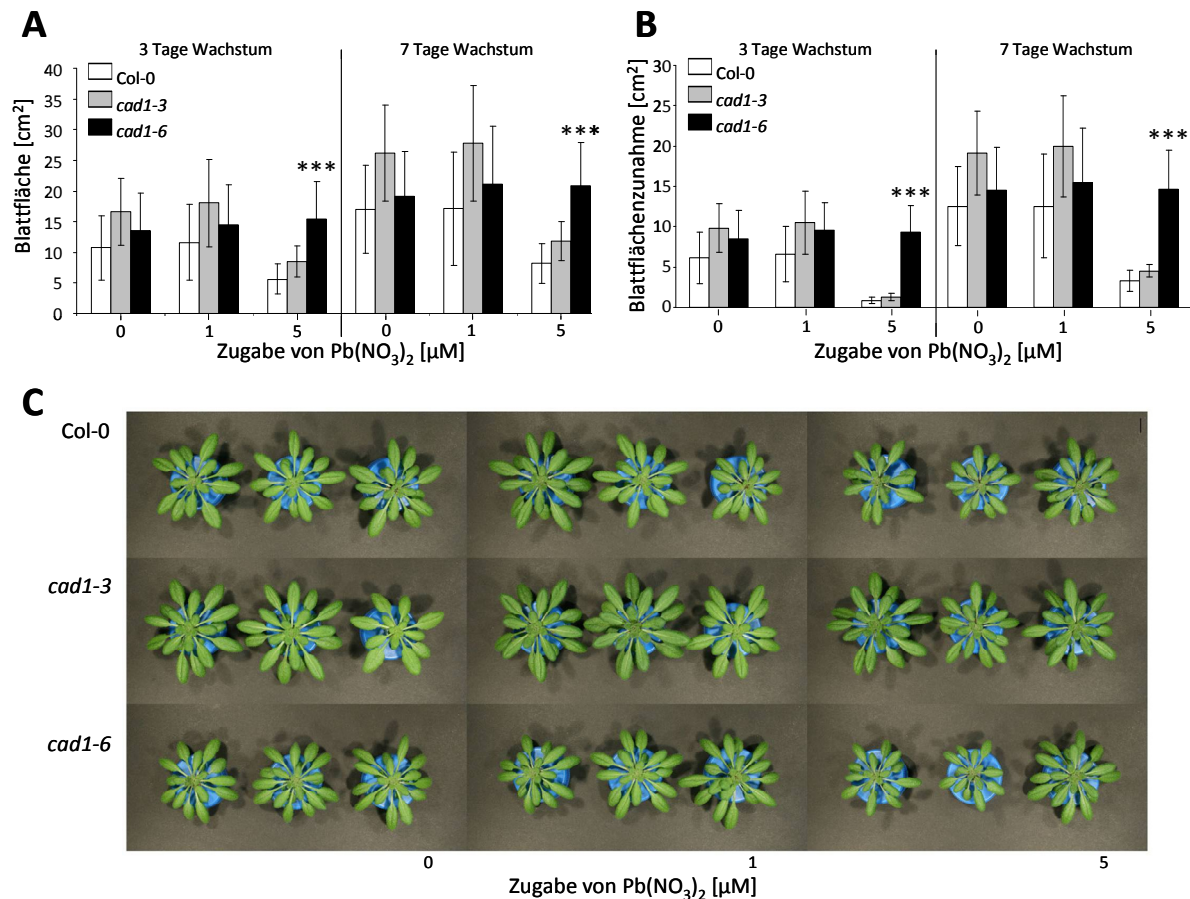 A
3 Tage Wachstum
7 Tage Wachstum
Blattfläche [cm²]
40
35
30
25
20
15
10
5
0
Col-0
cad1-3
cad1-6
***
***
0
1
5
0
1
5
Zugabe von Pb(NO₃)₂ [µM]
B
3 Tage Wachstum
7 Tage Wachstum
Blattflächenzunahme [cm²]
30
25
20
15
10
5
0
Col-0
cad1-3
cad1-6
***
***
0
1
5
0
1
5
Zugabe von Pb(NO₃)₂ [µM]
C
Col-0
cad1-3
cad1-6
0
1
5
Zugabe von Pb(NO₃)₂ [µM]